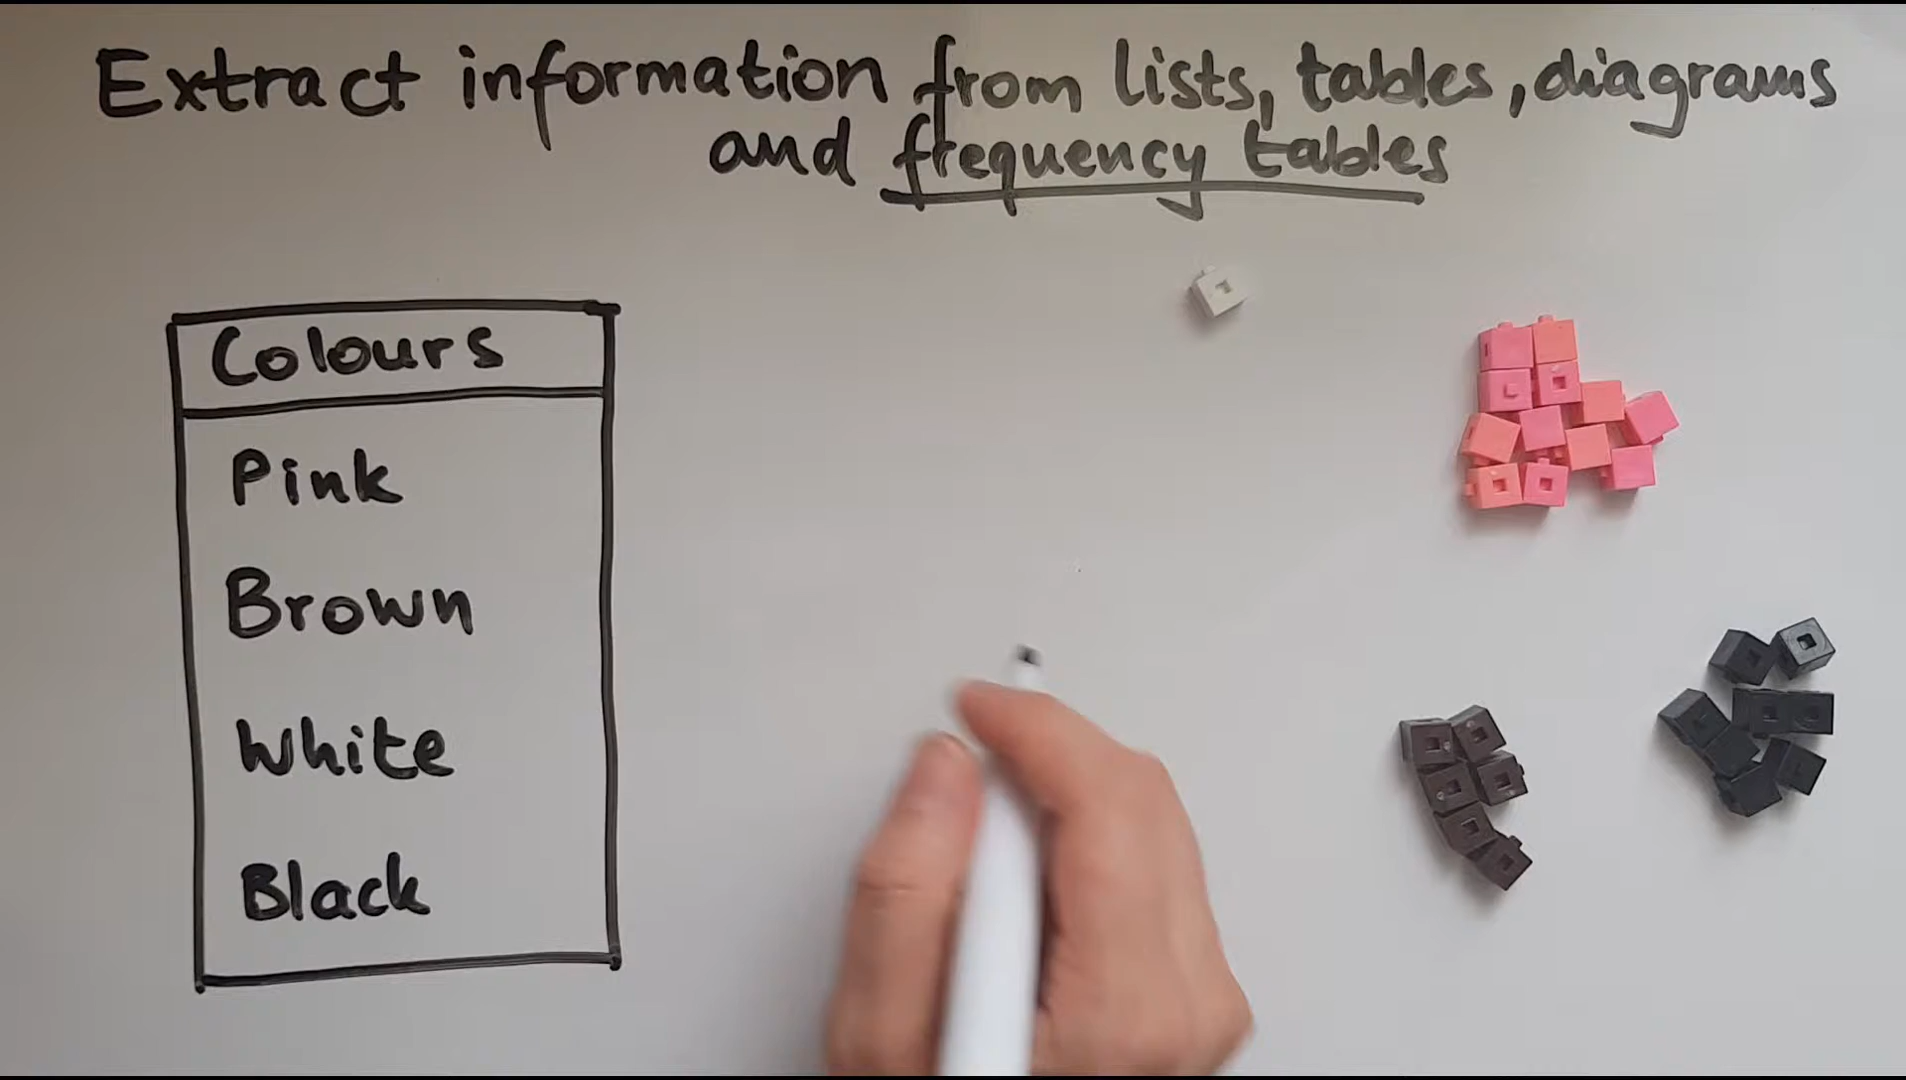 Extract information from lists, tables, diagrams
and frequency tables
Colours
Pink
Brown
White
Black